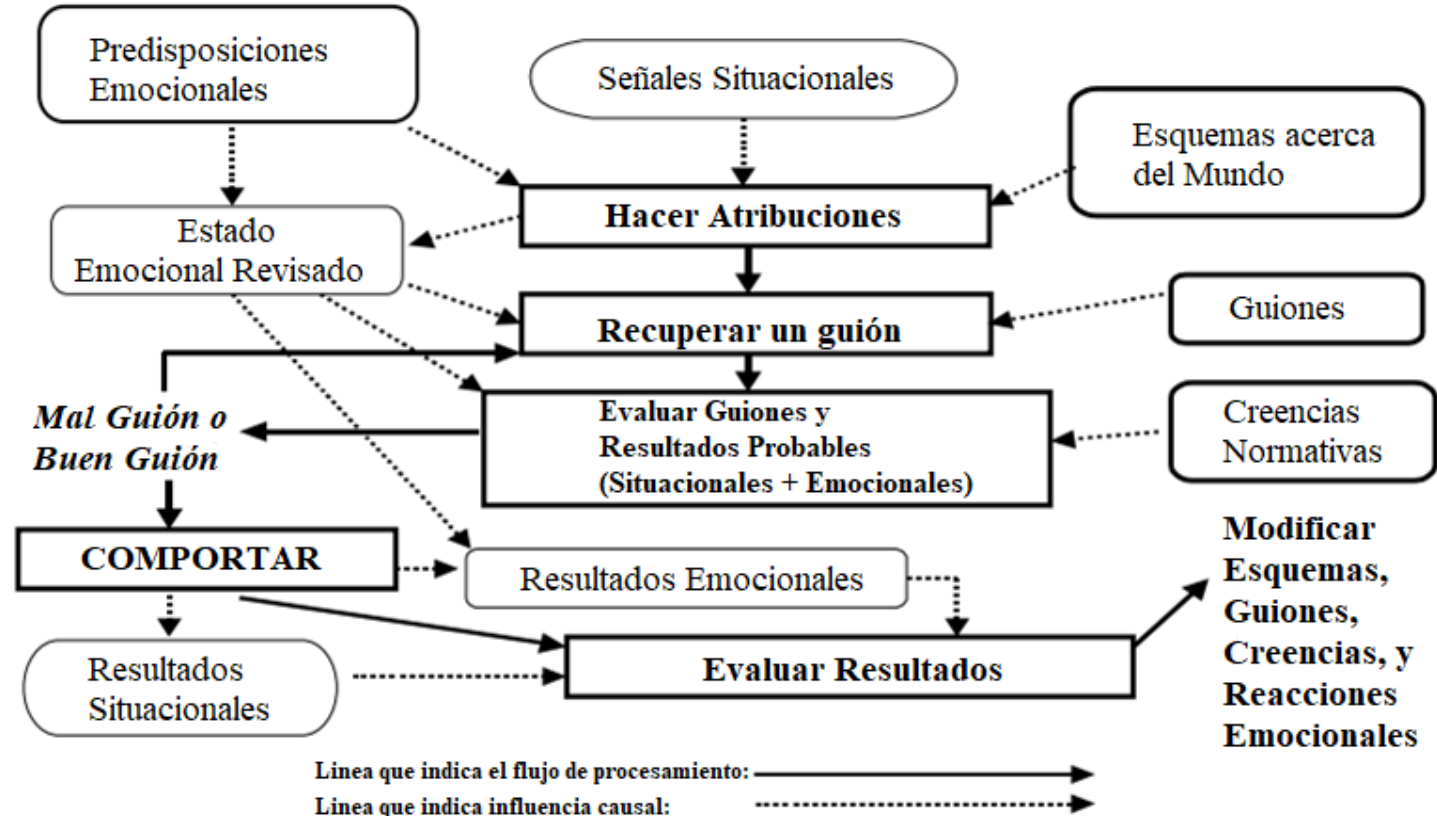 Predisposiciones
Emocionales
Señales Situacionales
Esquemas acerca
del Mundo
Hacer Atribuciones
Estado
Emocional Revisado
Recuperar un guión
Guiones
Mal Guión o
Buen Guión
Evaluar Guiones y
Resultados Probables
(Situacionales + Emocionales)
Creencias
Normativas
COMPORTAR
Resultados Emocionales
Modificar
Esquemas,
Guiones,
Creencias, y
Reacciones
Emocionales
Resultados
Situacionales
Evaluar Resultados
Linea que indica el flujo de procesamiento:
Linea que indica influencia causal: